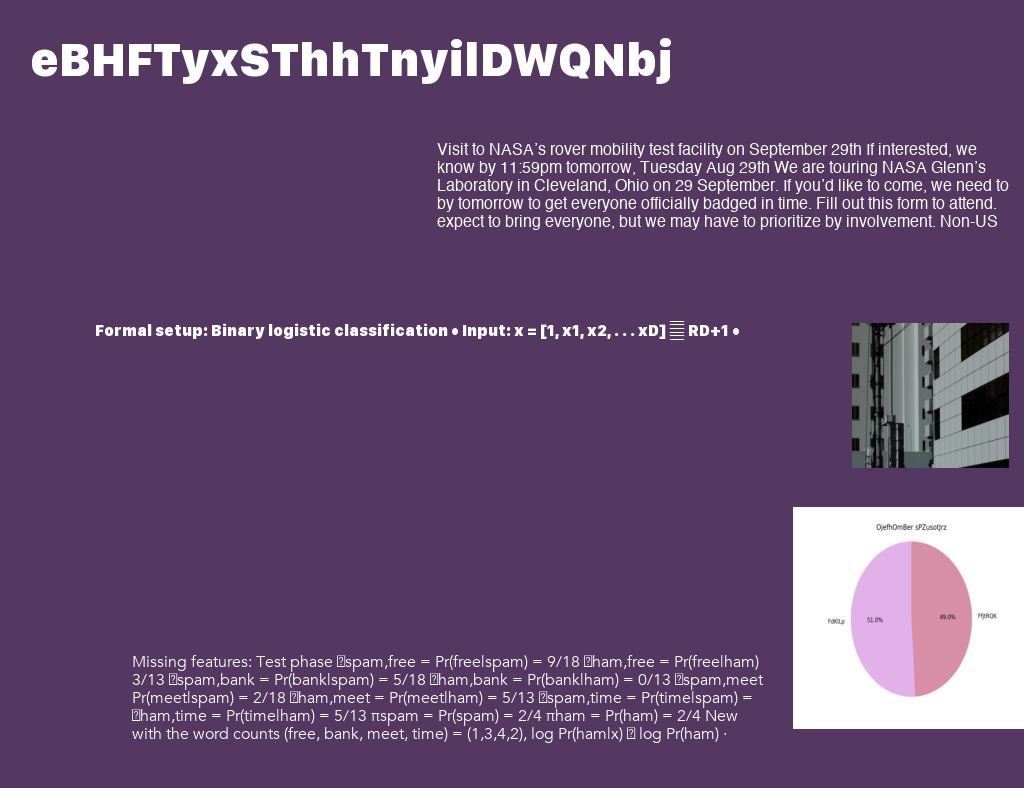 eBHFTyxSThhTnyilDWQNbj
Visit to NASA’s rover mobility test facility on September 29th If interested, we
know by 11:59pm tomorrow, Tuesday Aug 29th We are touring NASA Glenn’s
Laboratory in Cleveland, Ohio on 29 September. If you’d like to come, we need to
by tomorrow to get everyone officially badged in time. Fill out this form to attend.
expect to bring everyone, but we may have to prioritize by involvement. Non-US
Formal setup: Binary logistic classification • Input: x = [1, x1, x2, . . . xD] RD+1 •
OjefhOmBer sPZusotJrz
FdKlLp
51.0%
49.0%
FfJtRQK
Missing features: Test phase spam,free = Pr(free|spam) = 9/18 ham,free = Pr(free|ham)
3/13 spam,bank = Pr(bank|spam) = 5/18 ham,bank = Pr(bank|ham) = 0/13 spam,meet
Pr(meet|spam) = 2/18 ham,meet = Pr(meet|ham) = 5/13 spam,time = Pr(time|spam) =
ham,time = Pr(time|ham) = 5/13 πspam = Pr(spam) = 2/4 πham = Pr(ham) = 2/4 New
with the word counts (free, bank, meet, time) = (1,3,4,2), log Pr(ham|x) log Pr(ham) ·